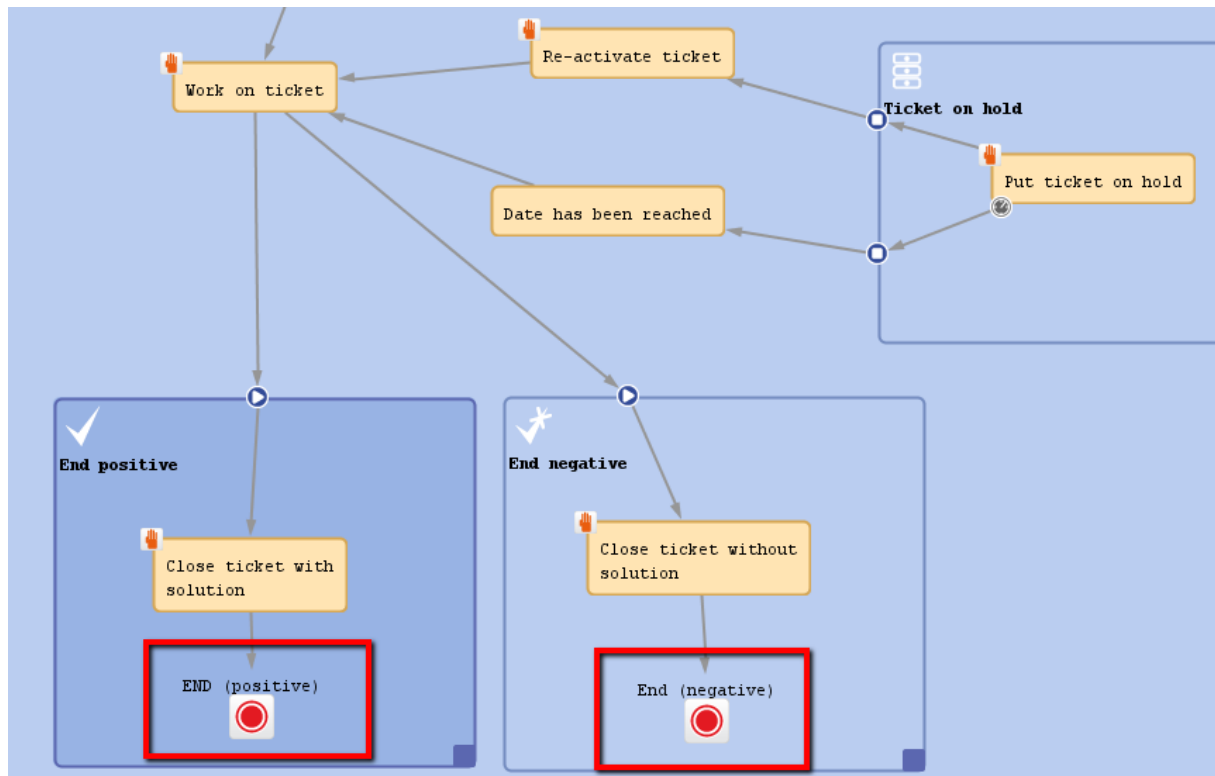 Re-activate ticket
Work on ticket
Ticket on hold
Put ticket on hold
Date has been reached
End positive
End negative
Close ticket with
solution
Close ticket without
solution
END (positive)
End (negative)